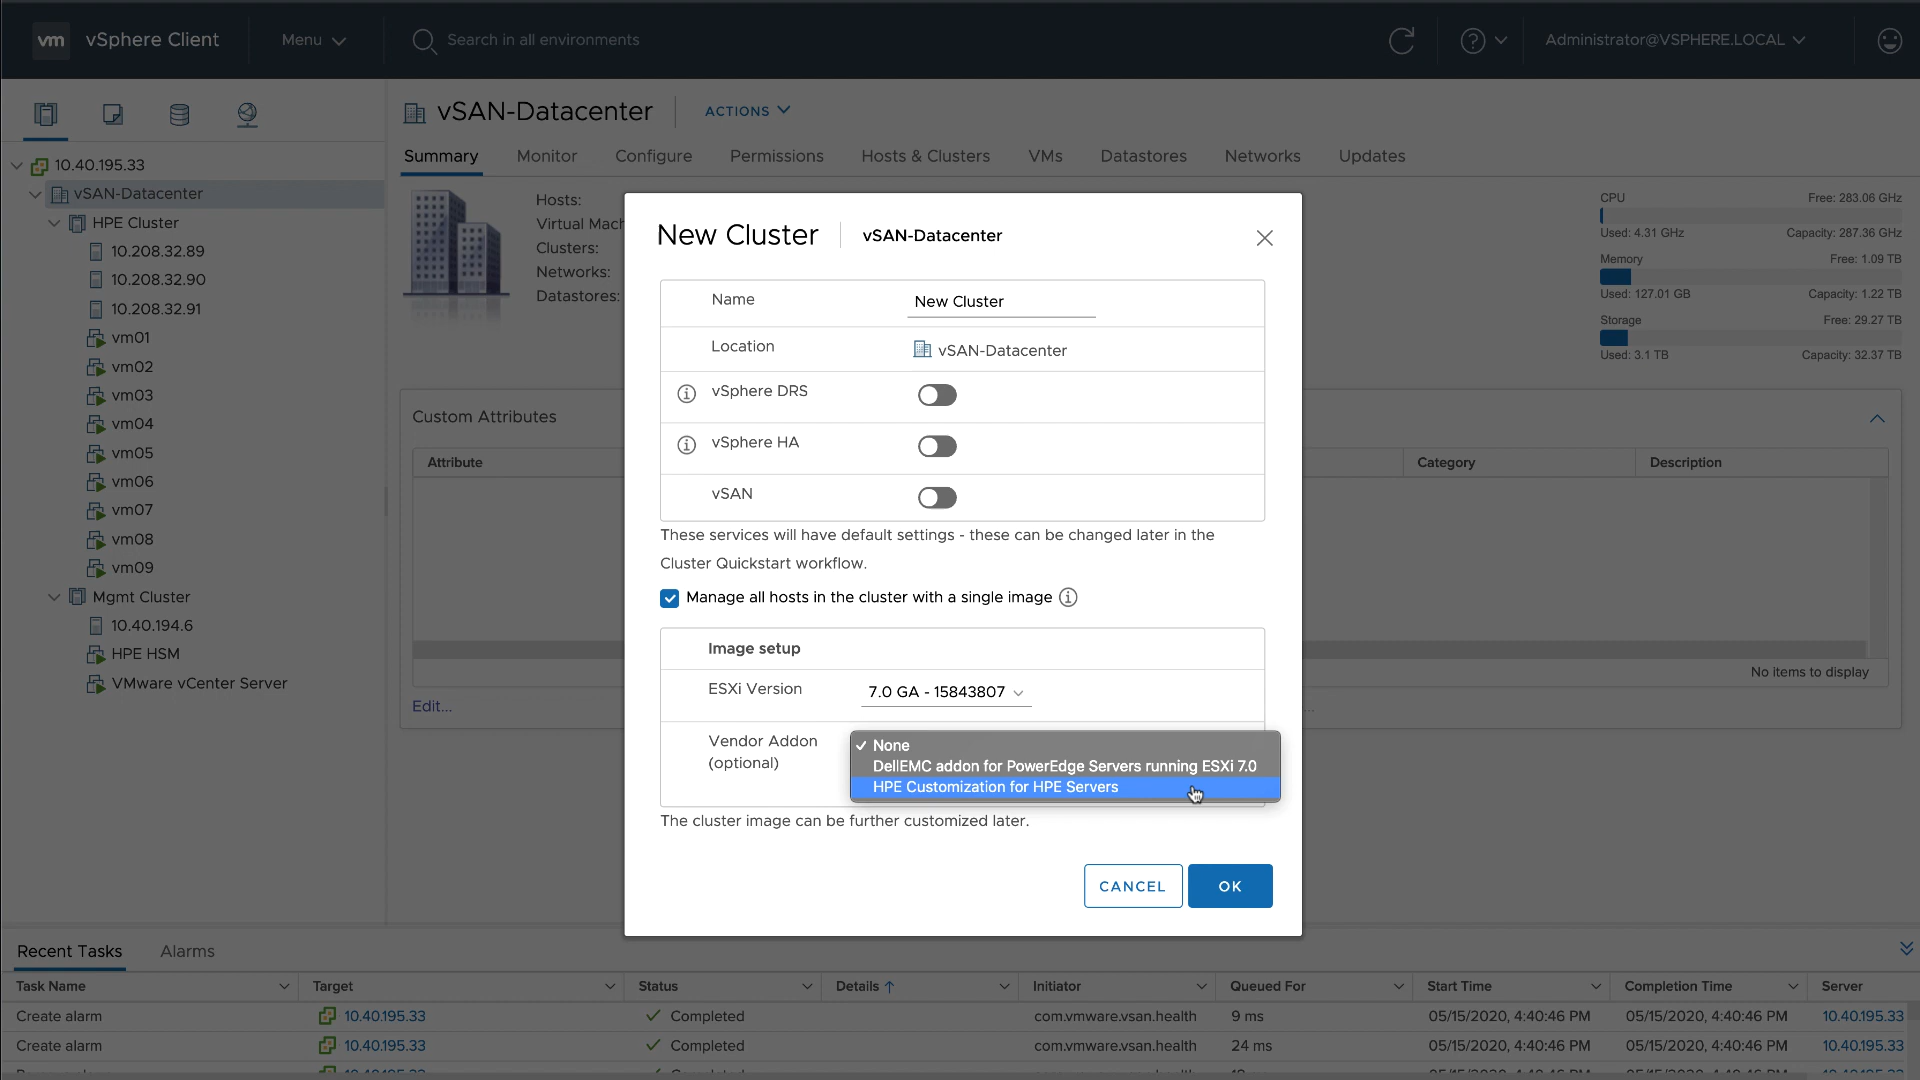 vm vSphere Client Menu Search in all environments Administrator@VSPHERE.LOCAL
vSAN-Datacenter ACTIONS
Summary Monitor Configure Permissions Hosts & Clusters VMs Datastores Networks Updates
10.40.195.33
vSAN-Datacenter
HPE Cluster
10.208.32.89
10.208.32.90
10.208.32.91
vm01
vm02
vm03
vm04
vm05
vm06
vm07
vm08
vm09
Mgmt Cluster
10.40.194.6
HPE HSM
VMware vCenter Server
Hosts:
Virtual Mach
Clusters:
Networks:
Datastores:
CPU Free: 283.06 GHz
Used: 4.31 GHz Capacity: 287.36 GHz
Memory Free: 1.09 TB
Used: 127.01 GB Capacity: 1.22 TB
Storage Free: 29.27 TB
Used: 3.1 TB Capacity: 32.37 TB
Custom Attributes
Attribute
Category Description
No items to display
Edit...
New Cluster vSAN-Datacenter
Name New Cluster
Location vSAN-Datacenter
vSphere DRS
vSphere HA
vSAN
These services will have default settings - these can be changed later in the
Cluster Quickstart workflow.
Manage all hosts in the cluster with a single image
Image setup
ESXi Version 7.0 GA - 15843807
Vendor Addon
(optional)
✓ None
DellEMC addon for PowerEdge Servers running ESXi 7.0
HPE Customization for HPE Servers
The cluster image can be further customized later.
CANCEL OK
Recent Tasks Alarms
Task Name Target Status Details Initiator Queued For Start Time Completion Time Server
Create alarm 10.40.195.33 Completed com.vmware.vsan.health 9 ms 05/15/2020, 4:40:46 PM 05/15/2020, 4:40:46 PM 10.40.195.33
Create alarm 10.40.195.33 Completed com.vmware.vsan.health 24 ms 05/15/2020, 4:40:46 PM 05/15/2020, 4:40:46 PM 10.40.195.33